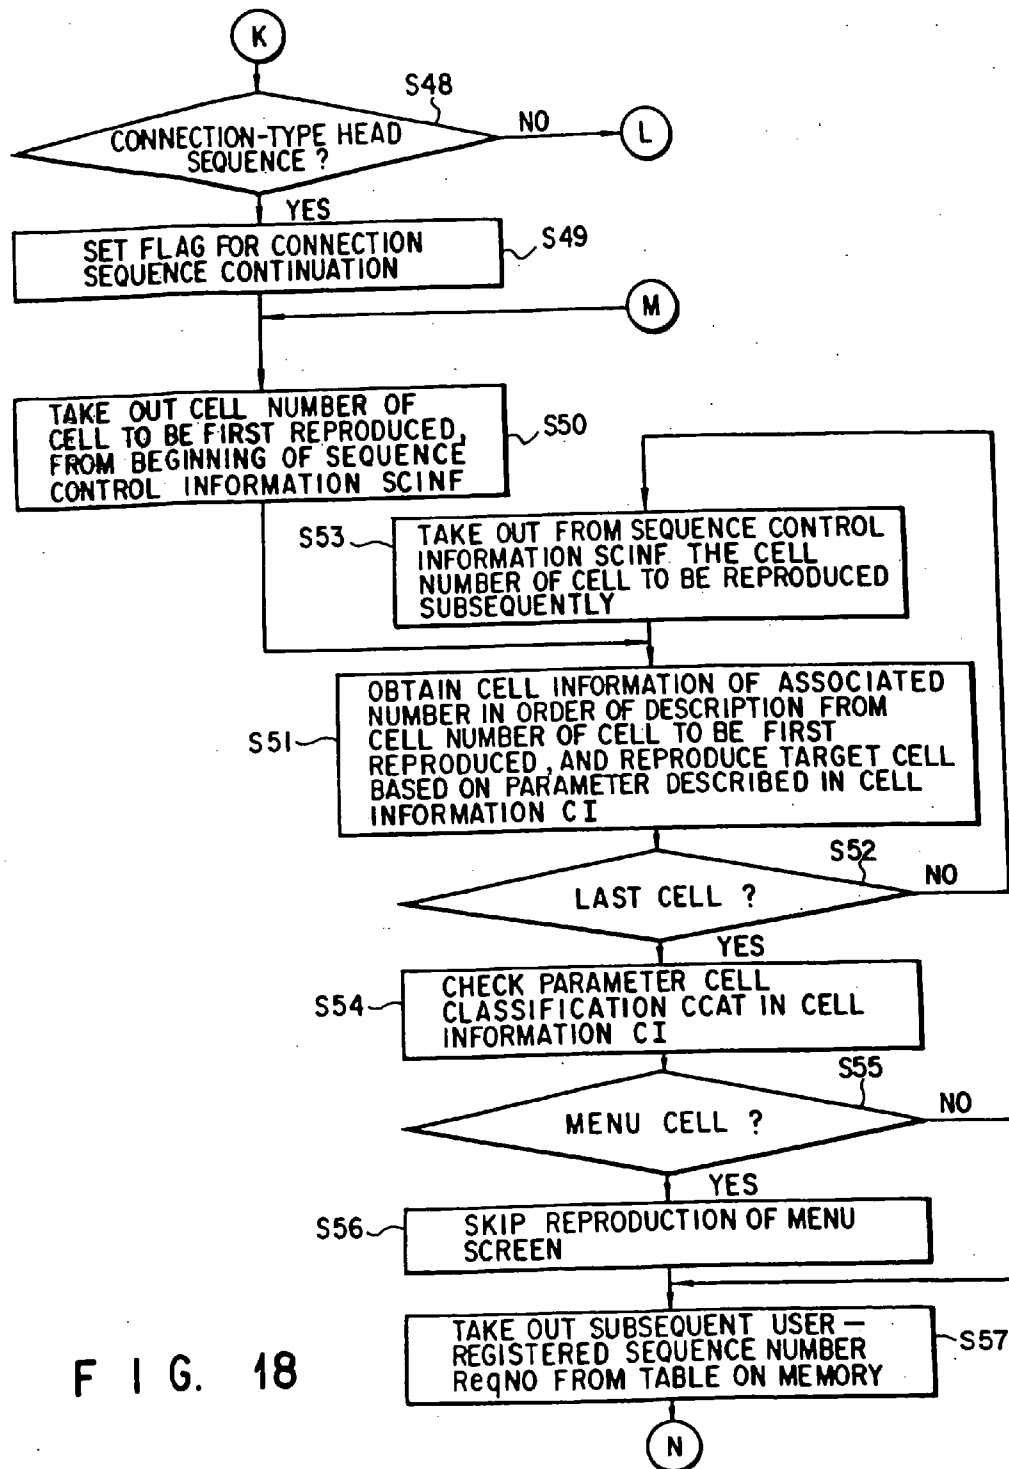 K
S48
CONNECTION-TYPE HEAD
SEQUENCE ?
NO
L
YES
SET FLAG FOR CONNECTION
SEQUENCE CONTINUATION
S49
M
TAKE OUT CELL NUMBER OF
CELL TO BE FIRST REPRODUCED,
FROM BEGINNING OF SEQUENCE
CONTROL INFORMATION SCINF
S50
S53
TAKE OUT FROM SEQUENCE CONTROL
INFORMATION SCINF THE CELL
NUMBER OF CELL TO BE REPRODUCED
SUBSEQUENTLY
S51
OBTAIN CELL INFORMATION OF ASSOCIATED
NUMBER IN ORDER OF DESCRIPTION FROM
CELL NUMBER OF CELL TO BE FIRST
REPRODUCED, AND REPRODUCE TARGET CELL
BASED ON PARAMETER DESCRIBED IN CELL
INFORMATION CI
S52
LAST CELL ?
NO
YES
S54
CHECK PARAMETER CELL
CLASSIFICATION CCAT IN CELL
INFORMATION CI
S55
MENU CELL ?
NO
YES
S56
SKIP REPRODUCTION OF MENU
SCREEN
TAKE OUT SUBSEQUENT USER-
REGISTERED SEQUENCE NUMBER
ReqNO FROM TABLE ON MEMORY
S57
N
FIG. 18